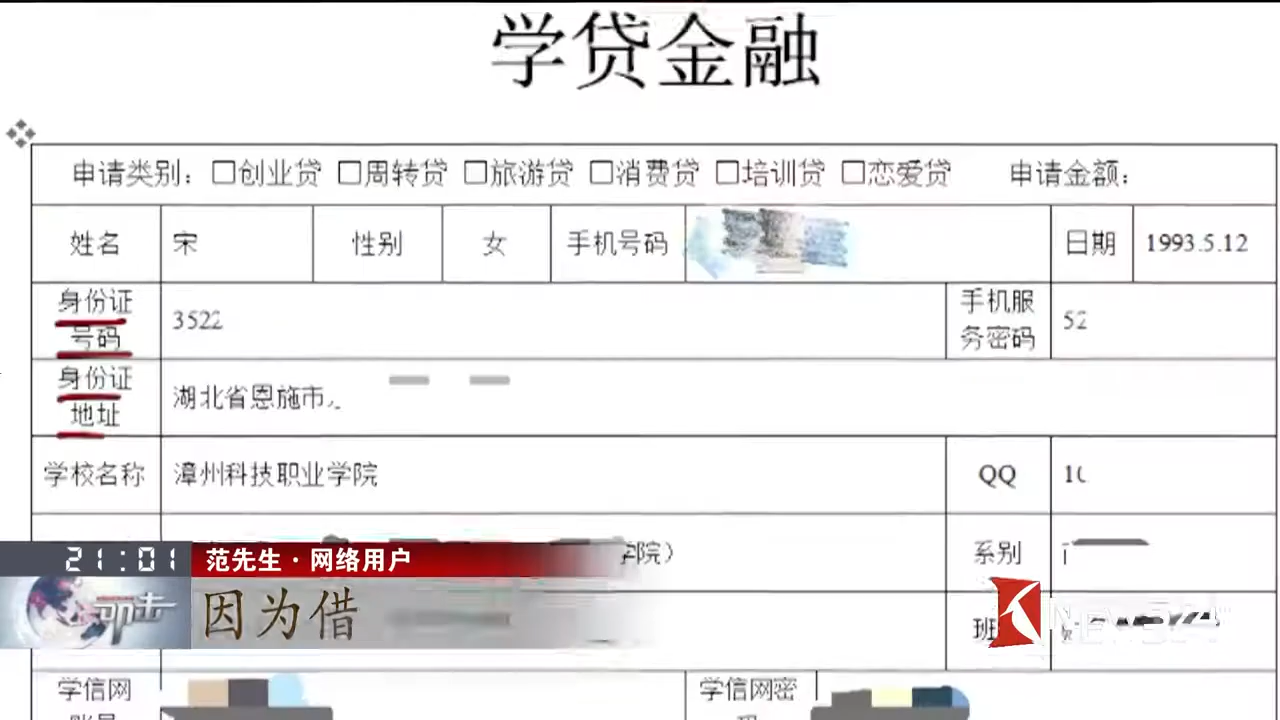 学贷金融
申请类别：□创业贷 □周转贷 □旅游贷 □消费贷 □培训贷 □恋爱贷 申请金额：
姓名 宋 性别 女 手机号码 日期 1993.5.12
身份证号码 3522 手机服务密码 52
身份证地址 湖北省恩施市
学校名称 漳州科技职业学院 QQ 1
学院） 系别
21:01 范先生·网络用户
叩击 因为借
班
NEWS24
学信网账号 学信网密码